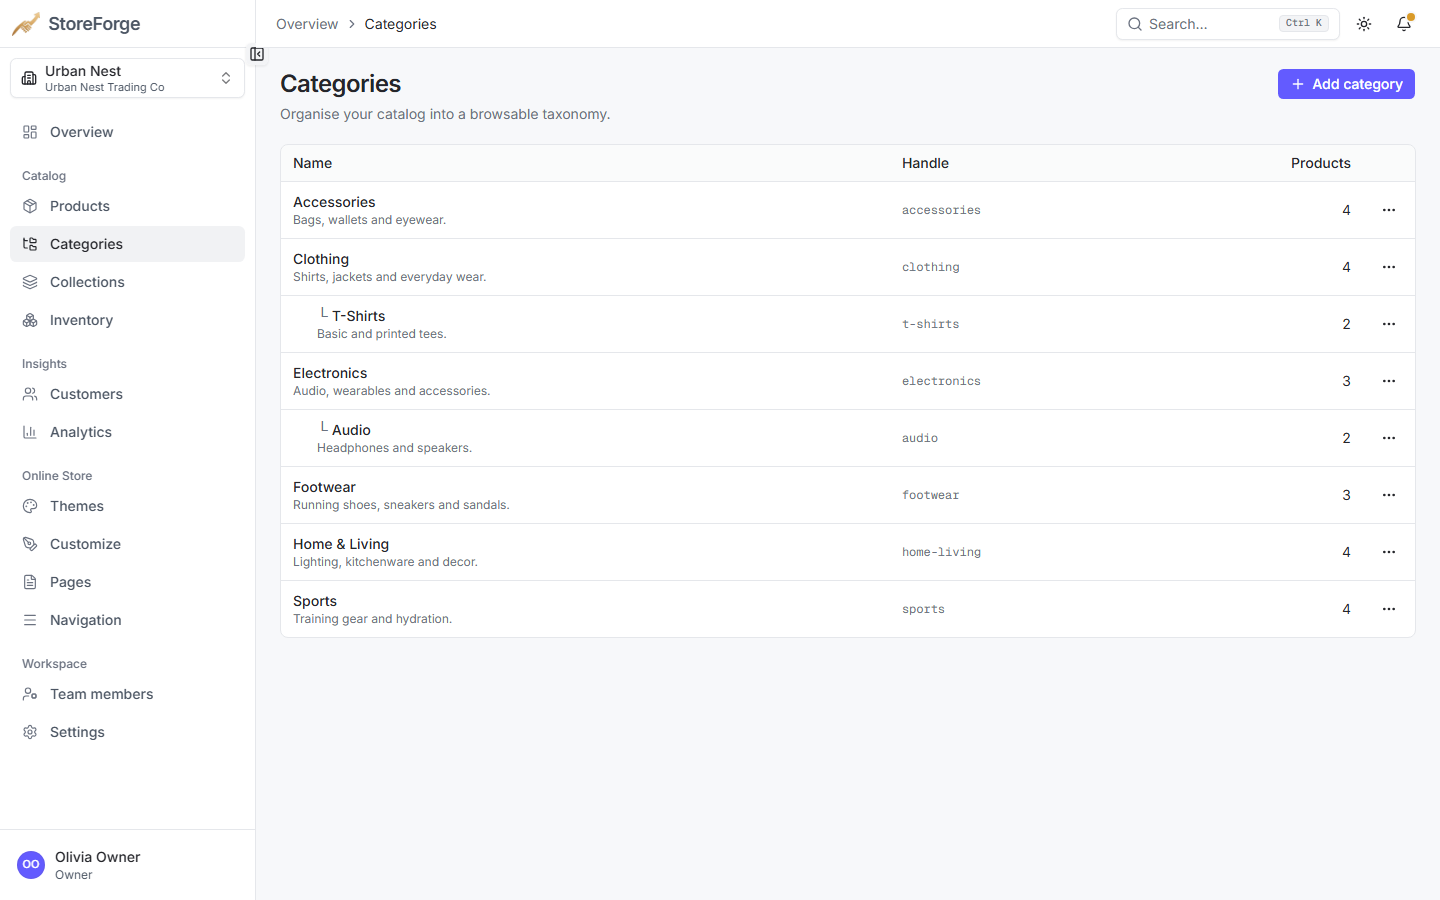 StoreForge
Overview > Categories
Search...
Ctrl K
Urban Nest
Urban Nest Trading Co
Overview
Catalog
Products
Categories
Collections
Inventory
Insights
Customers
Analytics
Online Store
Themes
Customize
Pages
Navigation
Workspace
Team members
Settings
OO
Olivia Owner
Owner
Categories
Organise your catalog into a browsable taxonomy.
Add category
Name Handle Products
Accessories
Bags, wallets and eyewear.
accessories 4
Clothing
Shirts, jackets and everyday wear.
clothing 4
└ T-Shirts
Basic and printed tees.
t-shirts 2
Electronics
Audio, wearables and accessories.
electronics 3
└ Audio
Headphones and speakers.
audio 2
Footwear
Running shoes, sneakers and sandals.
footwear 3
Home & Living
Lighting, kitchenware and decor.
home-living 4
Sports
Training gear and hydration.
sports 4